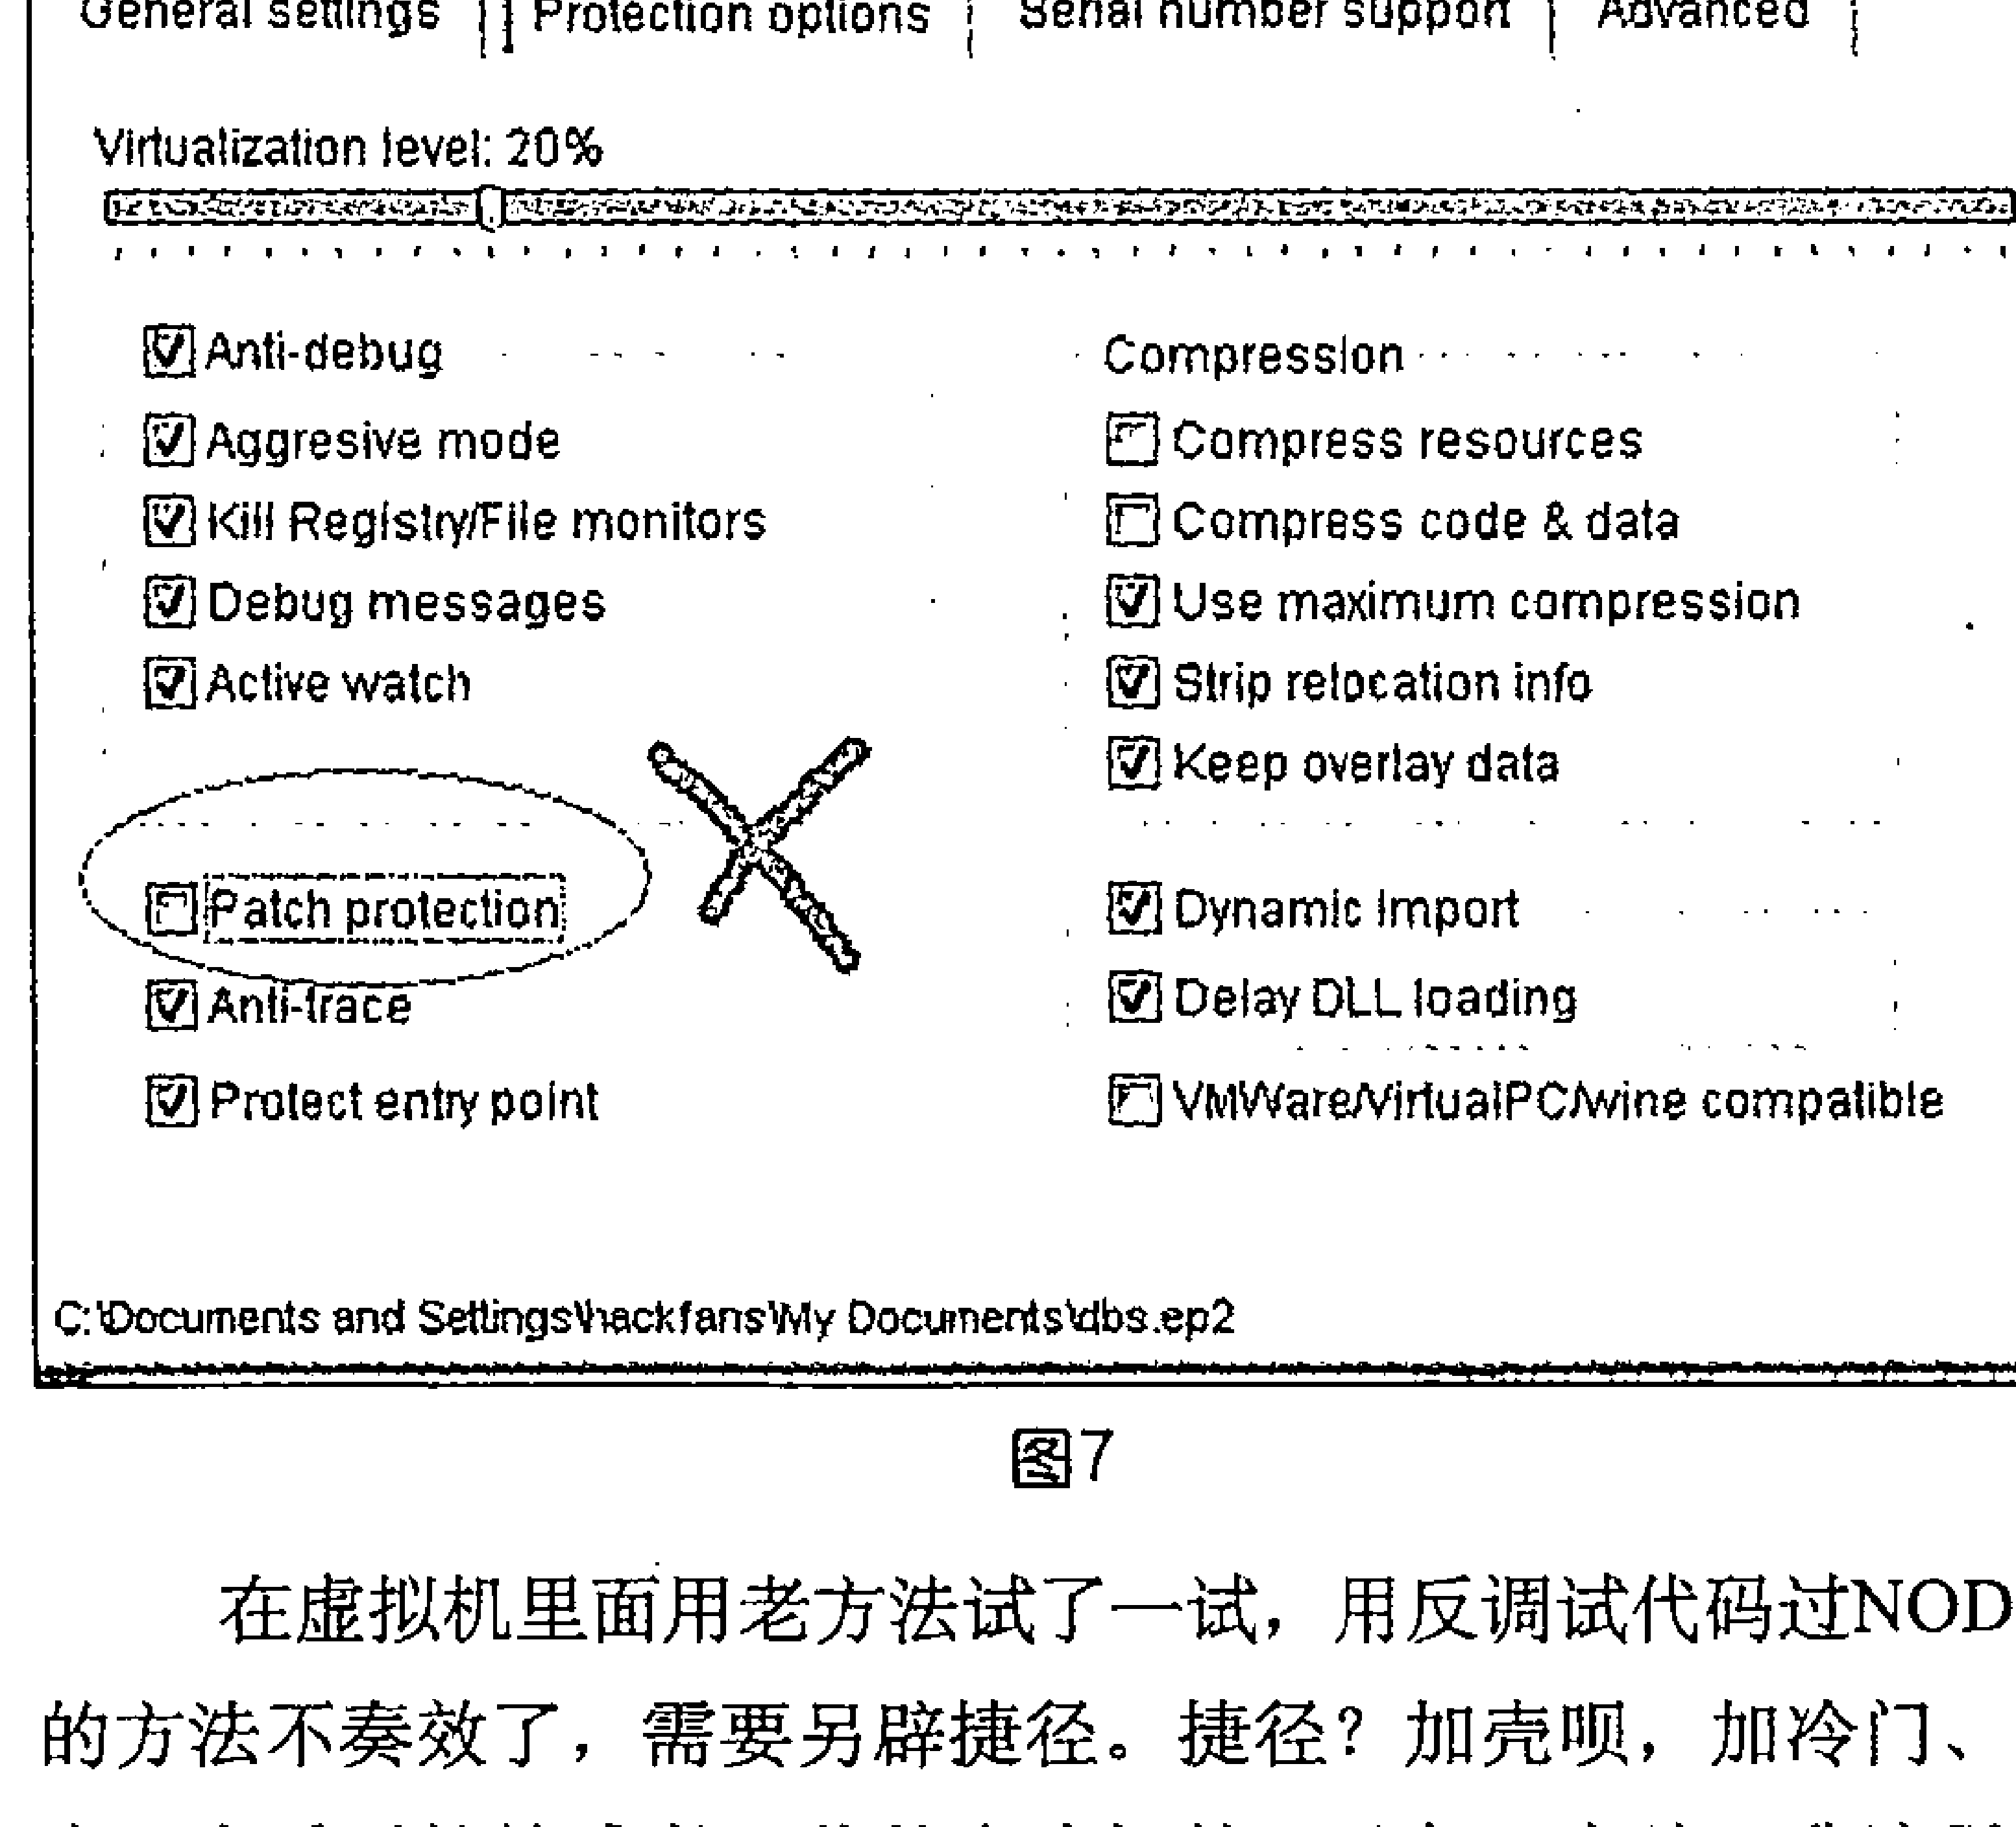 General settings Protection options Serial number support Advanced
Virtualization level: 20%
Anti-debug
Aggresive mode
Kill Registry/File monitors
Debug messages
Active watch
Patch protection
Anti-trace
Protect entry point
Compression
Compress resources
Compress code & data
Use maximum compression
Strip relocation info
Keep overlay data
Dynamic Import
Delay DLL loading
VMWare/VirtualPC/wine compatible
C:\Documents and Settings\hackfans\My Documents\dbs.ep2
图7
在虚拟机里面用老方法试了一试，用反调试代码过NOD
的方法不奏效了，需要另辟捷径。捷径？加壳呗，加冷门、